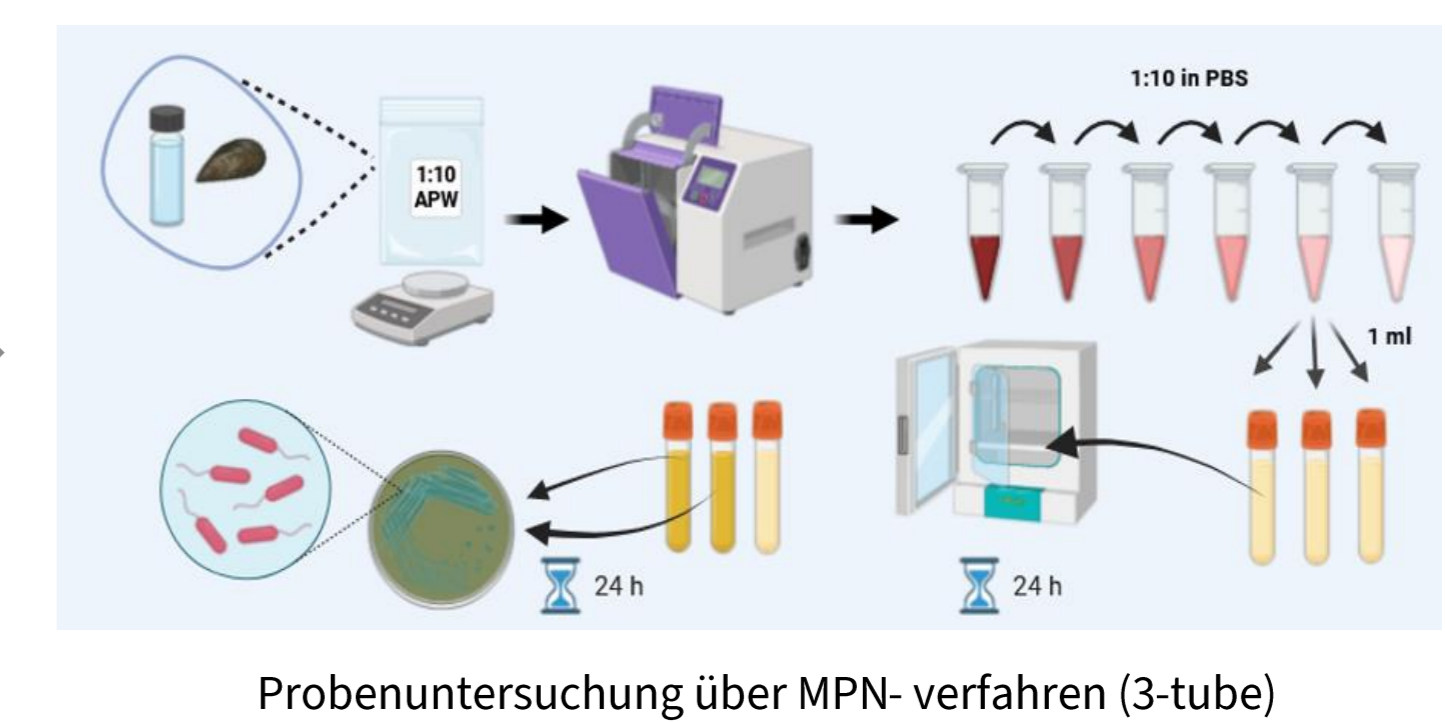 1:10 in PBS
1:10
APW
1 ml
24 h
24 h
Probenuntersuchung über MPN- verfahren (3-tube)